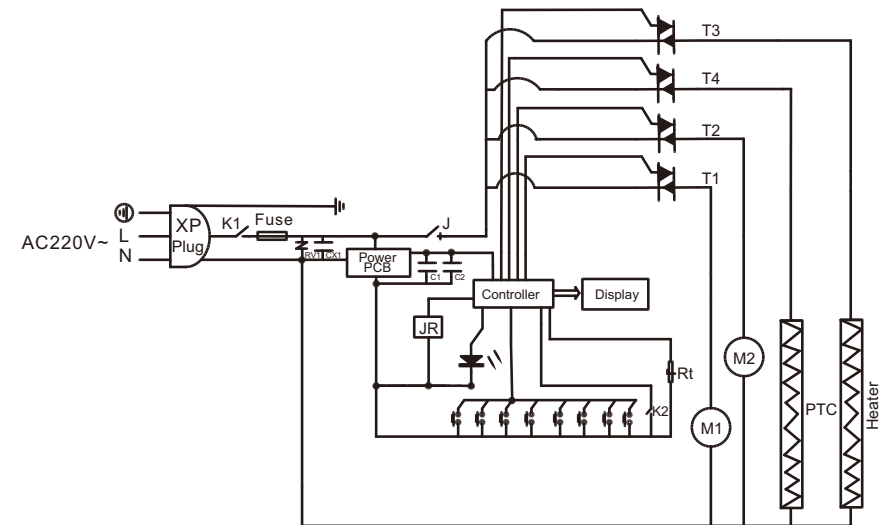 T3
T4
T2
T1
AC220V~
L
N
XP
Plug
K1
Fuse
J
RV1
CX1
Power
PCB
C1
C2
Controller
Display
JR
Rt
K2
M2
M1
PTC
Heater